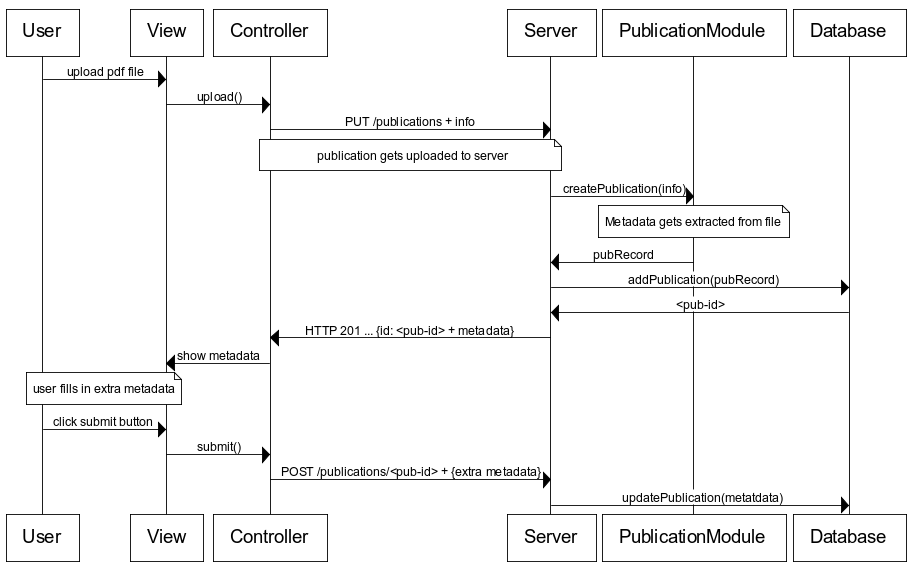 User View Controller Server PublicationModule Database
upload pdf file
upload()
PUT /publications + info
publication gets uploaded to server
createPublication(info)
Metadata gets extracted from file
pubRecord
addPublication(pubRecord)
<pub-id>
HTTP 201 ... {id: <pub-id> + metadata}
show metadata
user fills in extra metadata
click submit button
submit()
POST /publications/<pub-id> + {extra metadata}
updatePublication(metatdata)
User View Controller Server PublicationModule Database